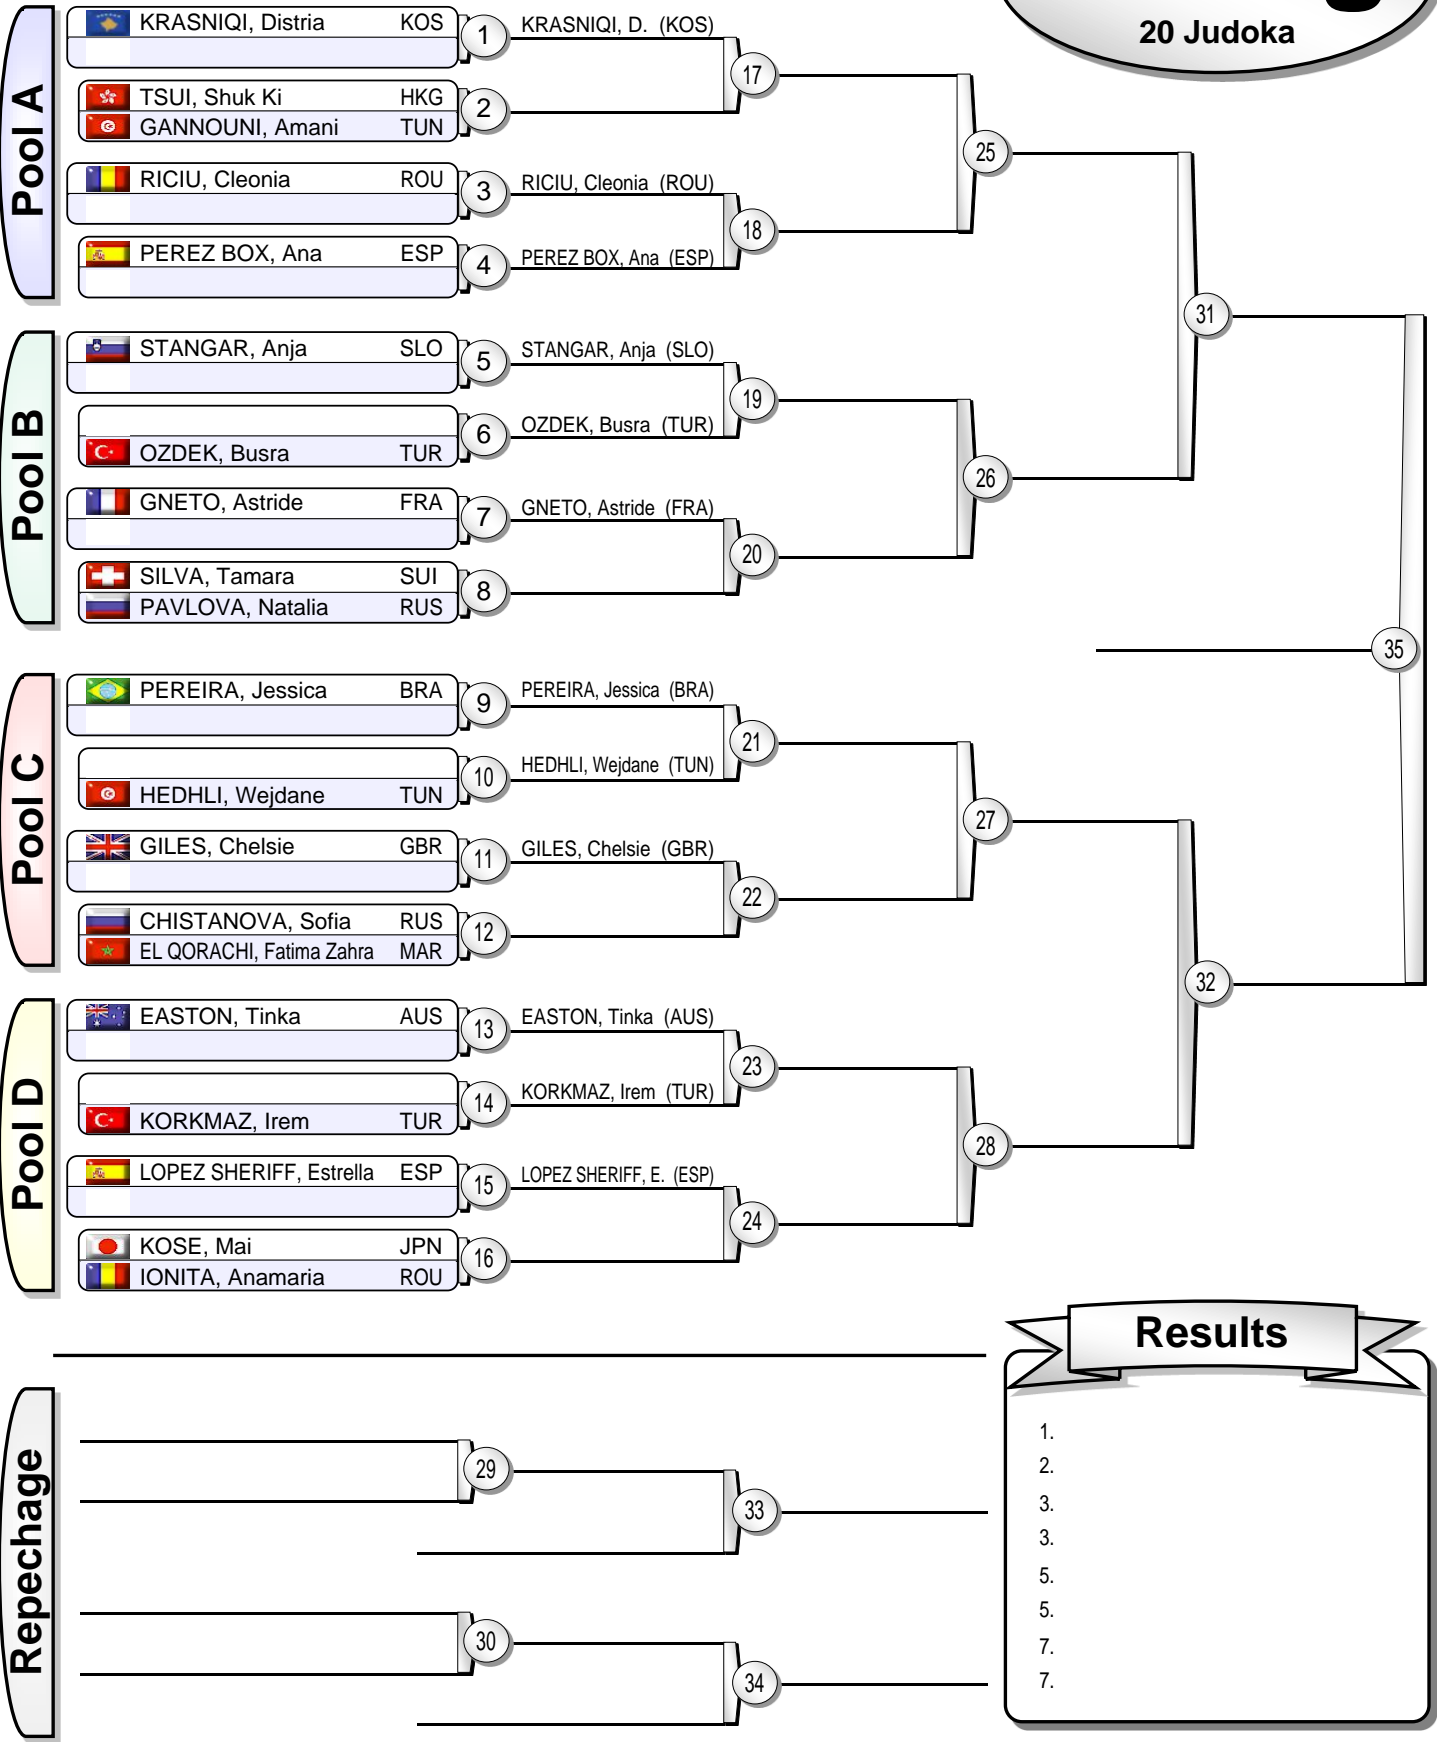 20 Judoka
Pool A
KRASNIQI, Distria KOS
1
KRASNIQI, D. (KOS)
17
TSUI, Shuk Ki HKG
GANNOUNI, Amani TUN
2
25
RICIU, Cleonia ROU
3
RICIU, Cleonia (ROU)
18
PEREZ BOX, Ana ESP
4
PEREZ BOX, Ana (ESP)
31
Pool B
STANGAR, Anja SLO
5
STANGAR, Anja (SLO)
19
OZDEK, Busra TUR
6
OZDEK, Busra (TUR)
26
GNETO, Astride FRA
7
GNETO, Astride (FRA)
20
SILVA, Tamara SUI
PAVLOVA, Natalia RUS
8
35
Pool C
PEREIRA, Jessica BRA
9
PEREIRA, Jessica (BRA)
21
HEDHLI, Wejdane TUN
10
HEDHLI, Wejdane (TUN)
27
GILES, Chelsie GBR
11
GILES, Chelsie (GBR)
22
CHISTANOVA, Sofia RUS
EL QORACHI, Fatima Zahra MAR
12
32
Pool D
EASTON, Tinka AUS
13
EASTON, Tinka (AUS)
23
KORKMAZ, Irem TUR
14
KORKMAZ, Irem (TUR)
28
LOPEZ SHERIFF, Estrella ESP
15
LOPEZ SHERIFF, E. (ESP)
24
KOSE, Mai JPN
IONITA, Anamaria ROU
16
Repechage
29
33
30
34
Results
1.
2.
3.
3.
5.
5.
7.
7.